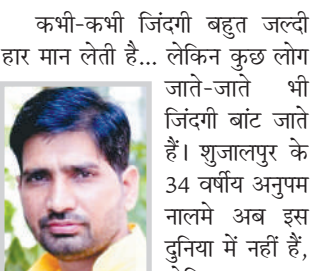 कभी-कभी जिंदगी बहुत जल्दी
हार मान लेती है... लेकिन कुछ लोग
जाते-जाते भी
जिंदगी बांट जाते
हैं। शुजालपुर के
34 वर्षीय अनुपम
नालमे अब इस
दुनिया में नहीं हैं,